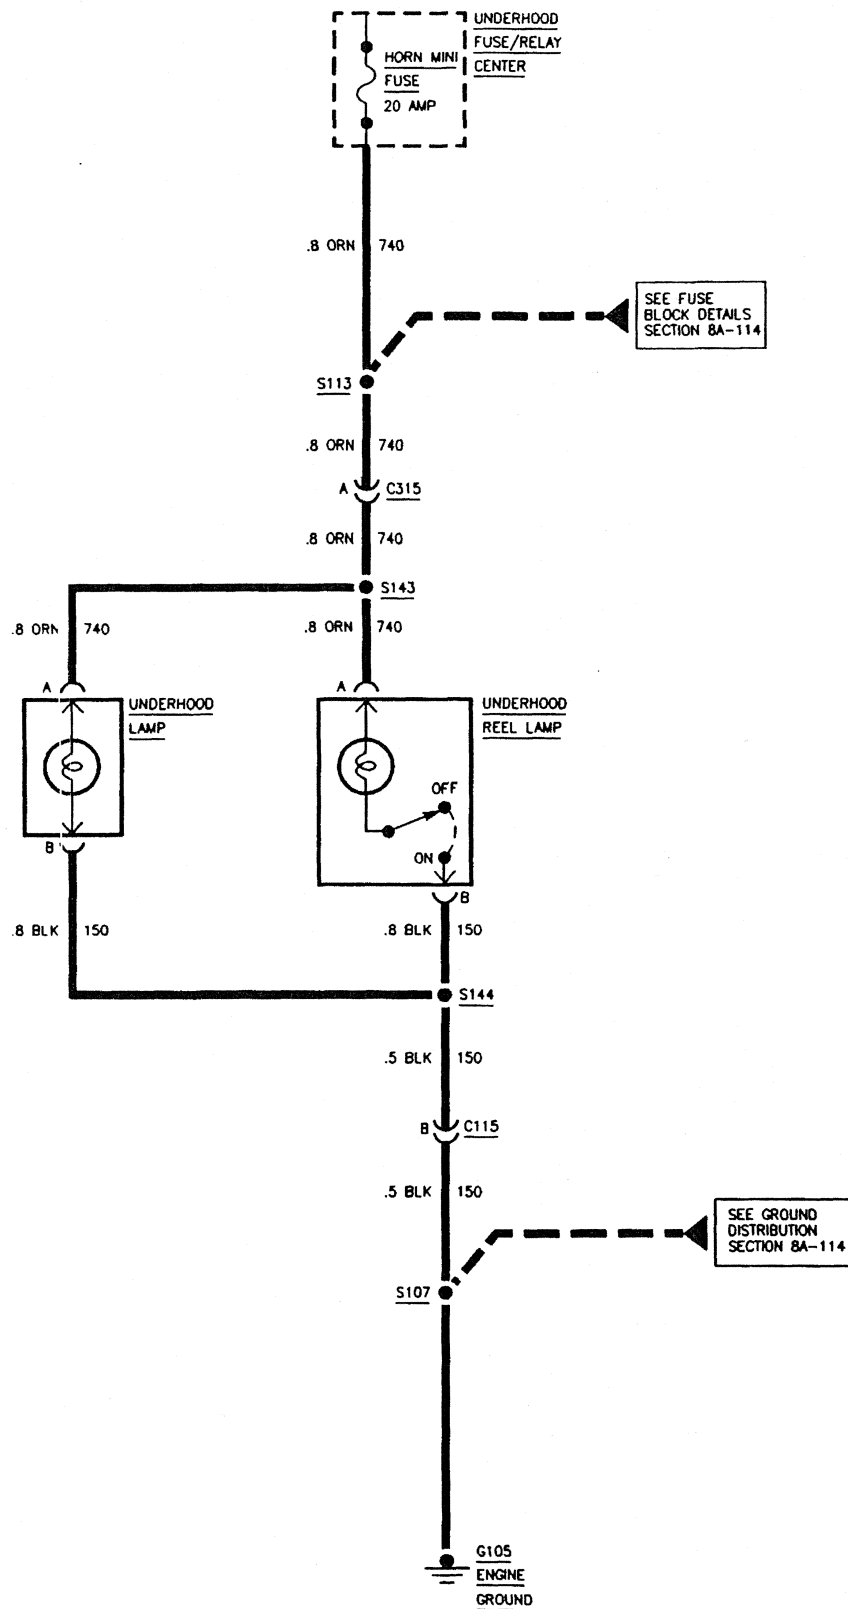 UNDERHOOD
FUSE/RELAY
CENTER
HORN MINI
FUSE
20 AMP
.8 ORN 740
SEE FUSE
BLOCK DETAILS
SECTION 8A-114
S113
.8 ORN 740
A C315
.8 ORN 740
S143
.8 ORN 740
.8 ORN 740
A
A
UNDERHOOD
LAMP
UNDERHOOD
REEL LAMP
OFF
ON
B
B
.8 BLK 150
.8 BLK 150
S144
.5 BLK 150
B C115
.5 BLK 150
SEE GROUND
DISTRIBUTION
SECTION 8A-114
S107
G105
ENGINE
GROUND